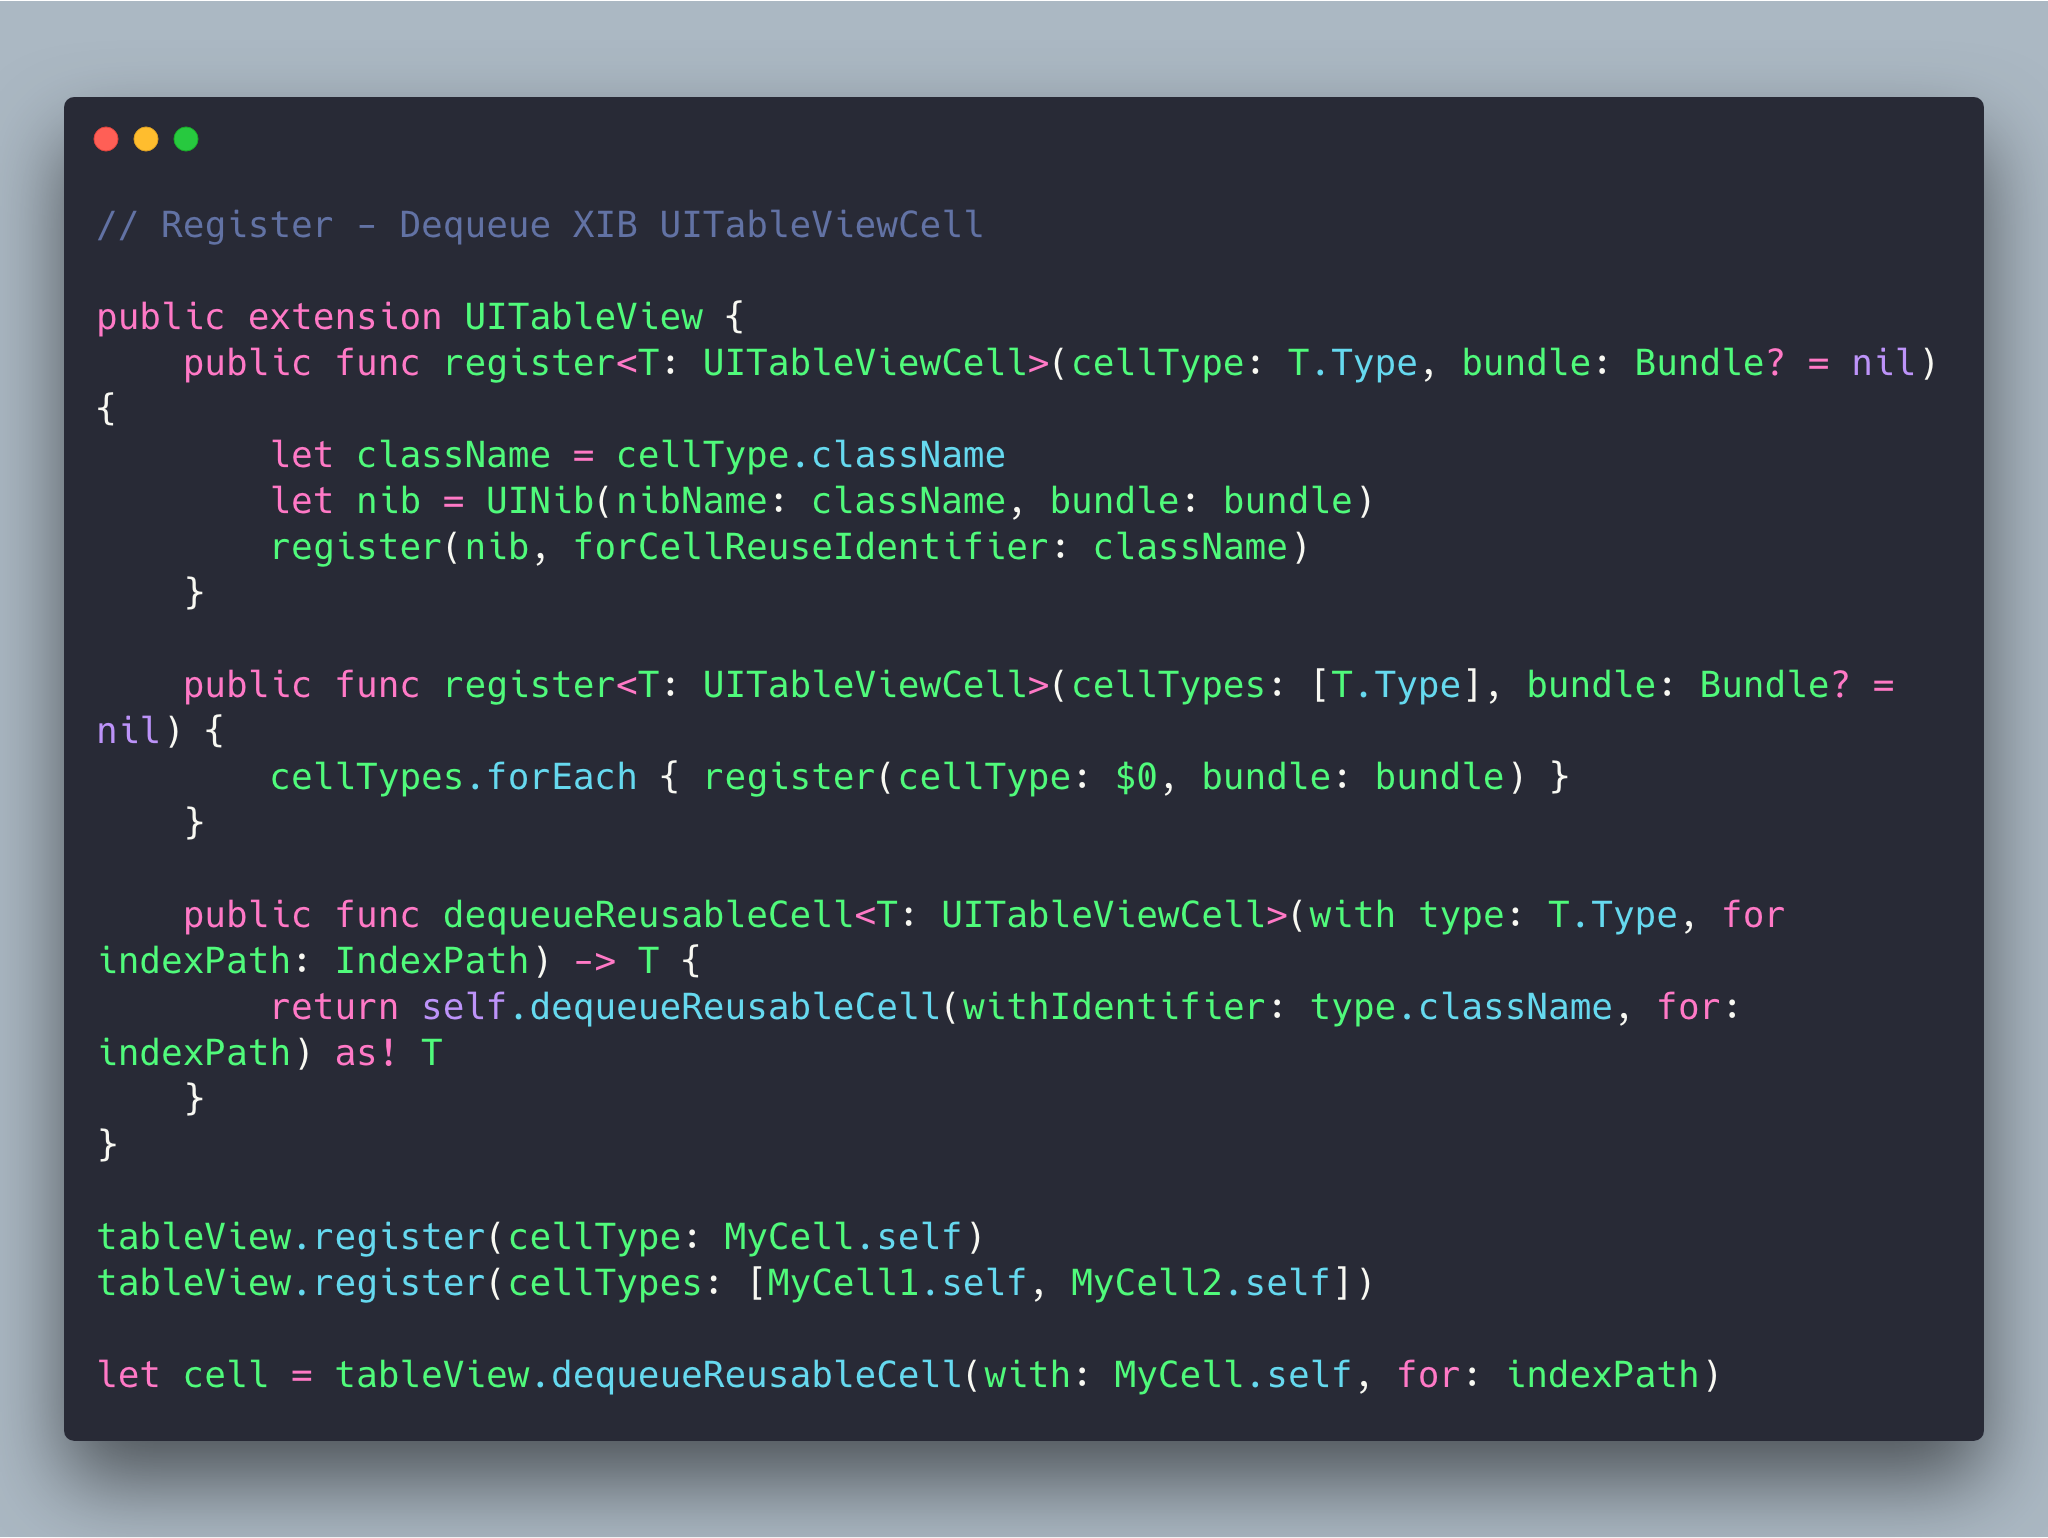 // Register - Dequeue XIB UITableViewCell

public extension UITableView {
    public func register<T: UITableViewCell>(cellType: T.Type, bundle: Bundle? = nil)
{
        let className = cellType.className
        let nib = UINib(nibName: className, bundle: bundle)
        register(nib, forCellReuseIdentifier: className)
    }

    public func register<T: UITableViewCell>(cellTypes: [T.Type], bundle: Bundle? =
nil) {
        cellTypes.forEach { register(cellType: $0, bundle: bundle) }
    }

    public func dequeueReusableCell<T: UITableViewCell>(with type: T.Type, for
indexPath: IndexPath) -> T {
        return self.dequeueReusableCell(withIdentifier: type.className, for:
indexPath) as! T
    }
}

tableView.register(cellType: MyCell.self)
tableView.register(cellTypes: [MyCell1.self, MyCell2.self])

let cell = tableView.dequeueReusableCell(with: MyCell.self, for: indexPath)